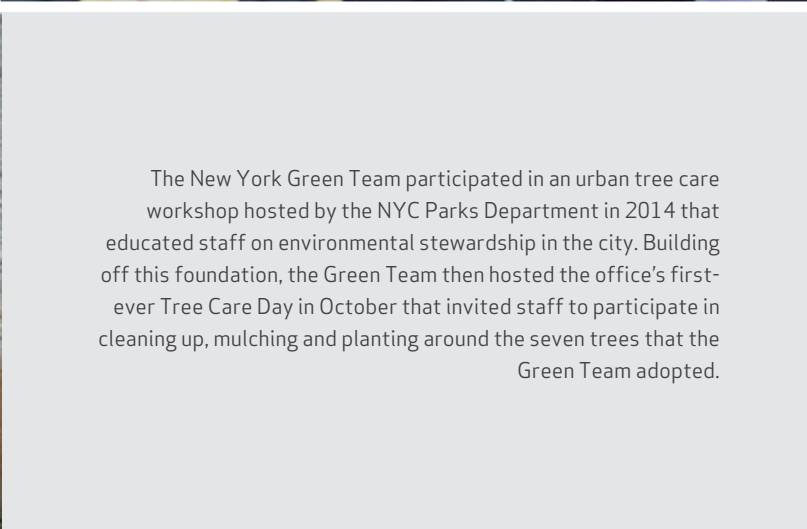 The New York Green Team participated in an urban tree care
workshop hosted by the NYC Parks Department in 2014 that
educated staff on environmental stewardship in the city. Building
off this foundation, the Green Team then hosted the office’s first-
ever Tree Care Day in October that invited staff to participate in
cleaning up, mulching and planting around the seven trees that the
Green Team adopted.